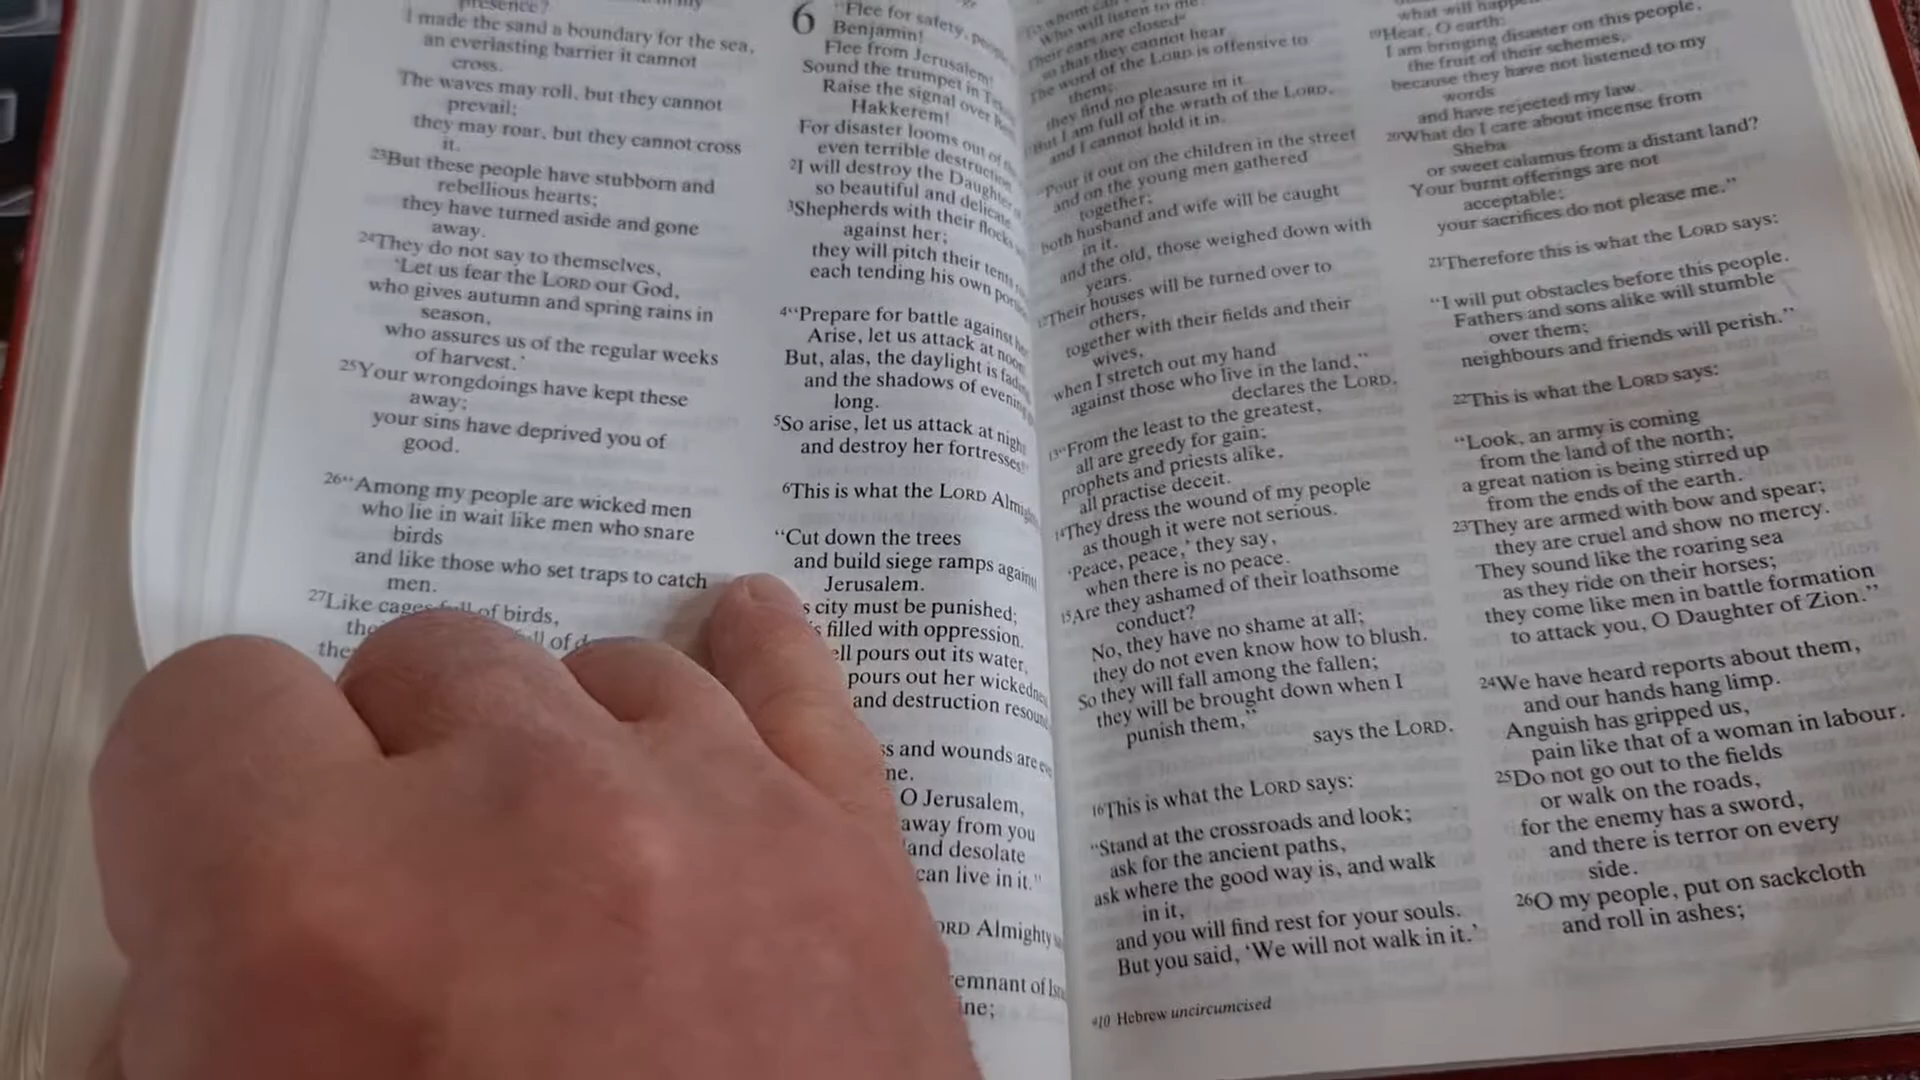 presence?
I made the sand a boundary for the sea,
an everlasting barrier it cannot
cross.
The waves may roll, but they cannot
prevail;
they may roar, but they cannot cross
it.
23But these people have stubborn and
rebellious hearts;
they have turned aside and gone
away.
24They do not say to themselves,
‘Let us fear the LORD our God,
who gives autumn and spring rains in
season,
who assures us of the regular weeks
of harvest.’
25Your wrongdoings have kept these
away;
your sins have deprived you of
good.
26“Among my people are wicked men
who lie in wait like men who snare
birds
and like those who set traps to catch
men.
27Like cages full of birds,
of
6 “Flee for safety,
Benjamin!
Flee from Jerusalem!
Sound the trumpet in
Raise the signal over
Hakkerem!
For disaster looms out of
even terrible destruction.
2I will destroy the Daughter
so beautiful and delicate.
3Shepherds with their flocks
against her;
they will pitch their tents
each tending his own
4“Prepare for battle against
Arise, let us attack at noon
But, alas, the daylight is
and the shadows of evening
long.
5So arise, let us attack at night
and destroy her fortresses!
6This is what the LORD
“Cut down the trees
and build siege ramps against
Jerusalem.
city must be punished;
filled with oppression.
pours out its water,
pours out her
and destruction
and wounds are
O Jerusalem,
away from you
and desolate
can live in it.”
Almighty
of
To whom can I
Who will listen to me?
Their ears are closed
so that they cannot hear
The word of the LORD is offensive to
them;
they find no pleasure in it.
But I am full of the wrath of the LORD,
and I cannot hold it in.
“Pour it out on the children in the street
and on the young men gathered
together;
both husband and wife will be caught
in it,
and the old, those weighed down with
years.
12Their houses will be turned over to
others,
together with their fields and their
wives,
when I stretch out my hand
against those who live in the land,”
declares the LORD.
13“From the least to the greatest,
all are greedy for gain;
prophets and priests alike,
all practise deceit.
14They dress the wound of my people
as though it were not serious.
‘Peace, peace,’ they say,
when there is no peace.
15Are they ashamed of their loathsome
conduct?
No, they have no shame at all;
they do not even know how to blush.
So they will fall among the fallen;
they will be brought down when I
punish them,”
says the LORD.
16This is what the LORD says:
“Stand at the crossroads and look;
ask for the ancient paths,
ask where the good way is, and walk
in it,
and you will find rest for your souls.
But you said, ‘We will not walk in it.’
a10 Hebrew uncircumcised
what will happen
19Hear, O earth:
I am bringing disaster on this people,
the fruit of their schemes,
because they have not listened to my
words
and have rejected my law.
20What do I care about incense from
Sheba
or sweet calamus from a distant land?
Your burnt offerings are not
acceptable;
your sacrifices do not please me.”
21Therefore this is what the LORD says:
“I will put obstacles before this people.
Fathers and sons alike will stumble
over them;
neighbours and friends will perish.”
22This is what the LORD says:
“Look, an army is coming
from the land of the north;
a great nation is being stirred up
from the ends of the earth.
23They are armed with bow and spear;
they are cruel and show no mercy.
They sound like the roaring sea
as they ride on their horses;
they come like men in battle formation
to attack you, O Daughter of Zion.”
24We have heard reports about them,
and our hands hang limp.
Anguish has gripped us,
pain like that of a woman in labour.
25Do not go out to the fields
or walk on the roads,
for the enemy has a sword,
and there is terror on every
side.
26O my people, put on sackcloth
and roll in ashes;